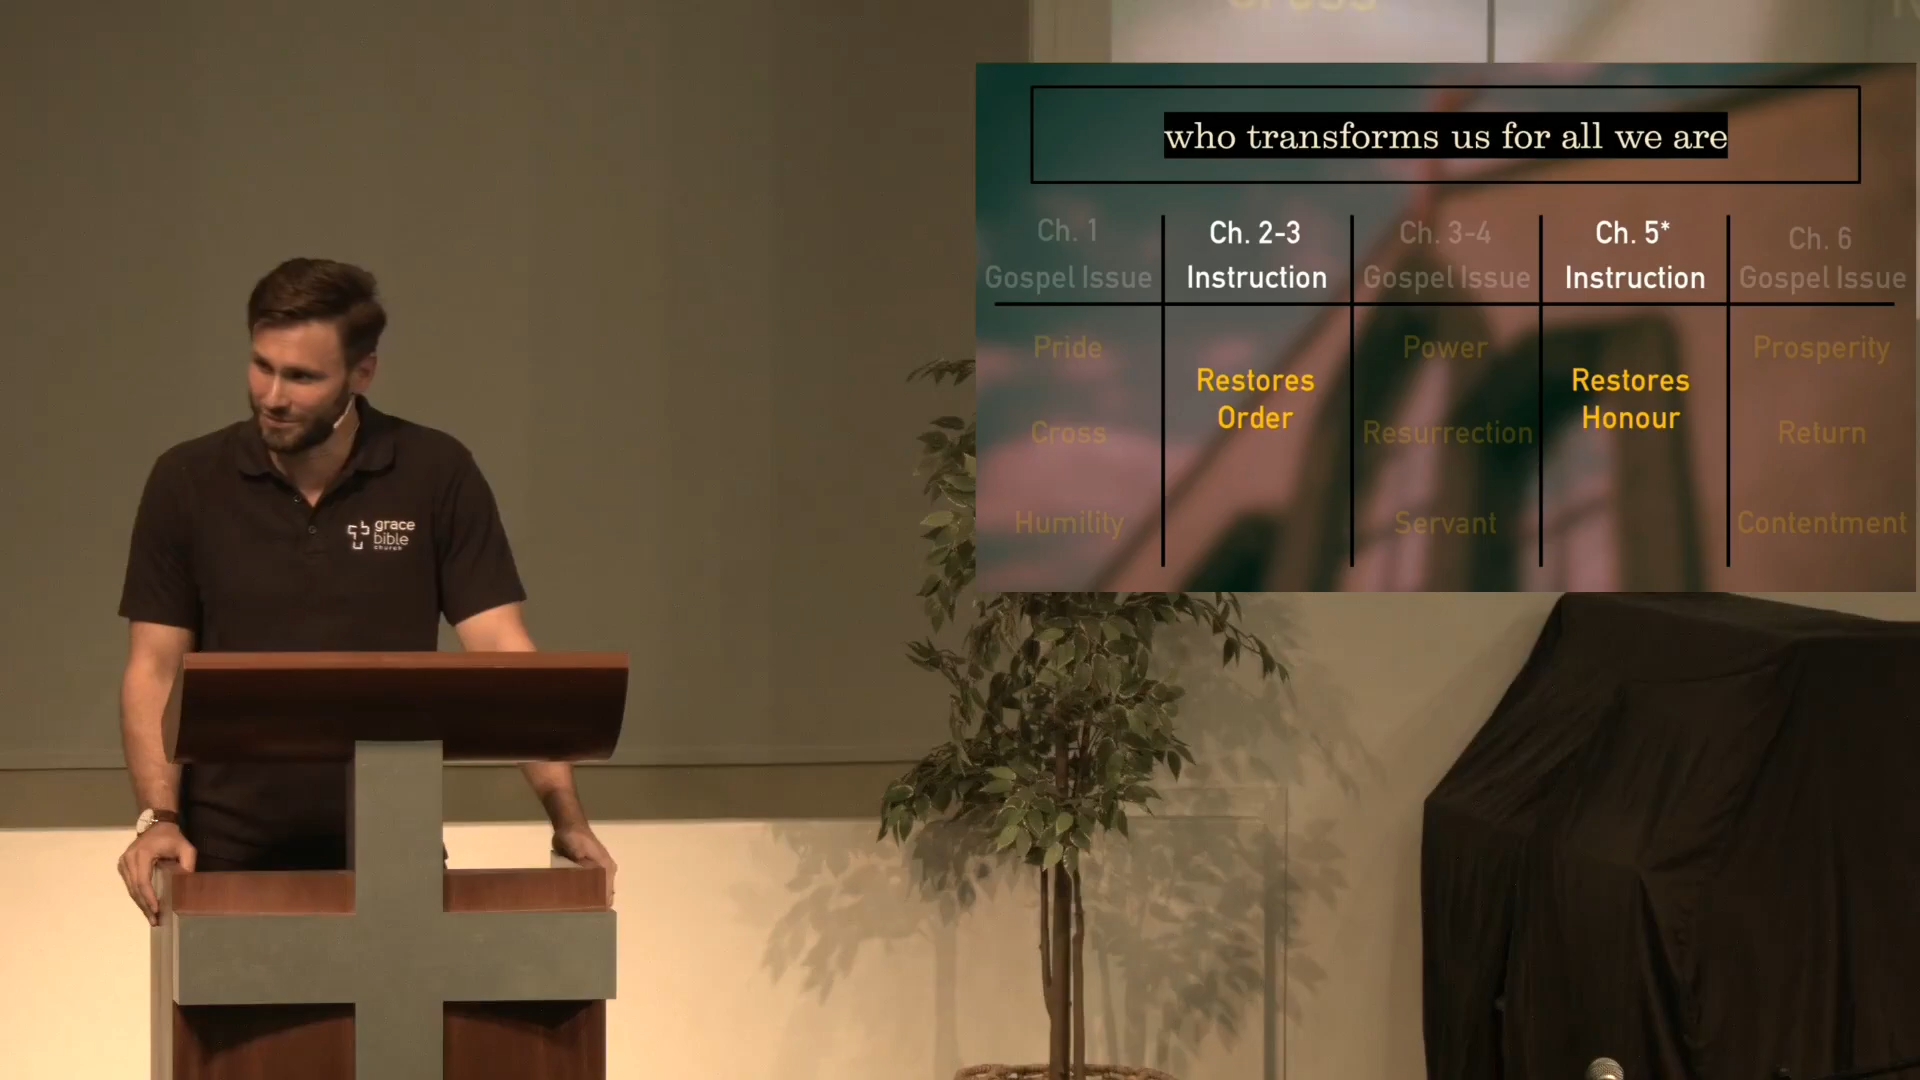 Cross
who transforms us for all we are
Ch. 1
Gospel Issue
Ch. 2-3
Instruction
Ch. 3-4
Gospel Issue
Ch. 5*
Instruction
Ch. 6
Gospel Issue
Pride
Cross
Humility
Restores
Order
Power
Resurrection
Servant
Restores
Honour
Prosperity
Return
Contentment
grace
bible
church